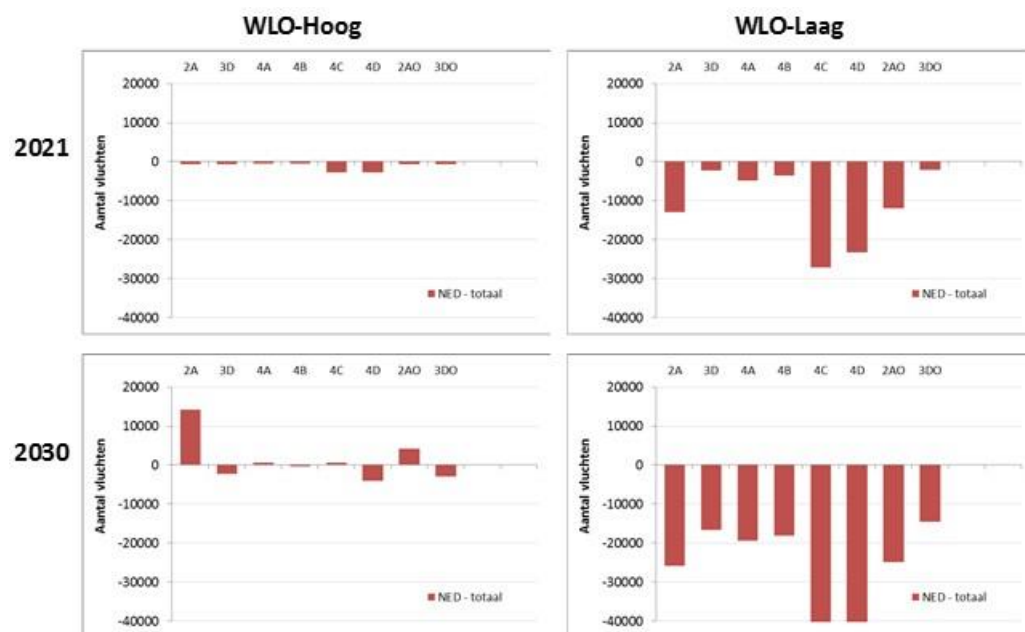 WLO-Hoog
WLO-Laag
2021
2A 3D 4A 4B 4C 4D 2AO 3DO
20000
10000
0
-10000
-20000
-30000
-40000
Aantal vluchten
NED - totaal
2A 3D 4A 4B 4C 4D 2AO 3DO
20000
10000
0
-10000
-20000
-30000
-40000
Aantal vluchten
NED - totaal
2030
2A 3D 4A 4B 4C 4D 2AO 3DO
20000
10000
0
-10000
-20000
-30000
-40000
Aantal vluchten
NED - totaal
2A 3D 4A 4B 4C 4D 2AO 3DO
20000
10000
0
-10000
-20000
-30000
-40000
Aantal vluchten
NED - totaal